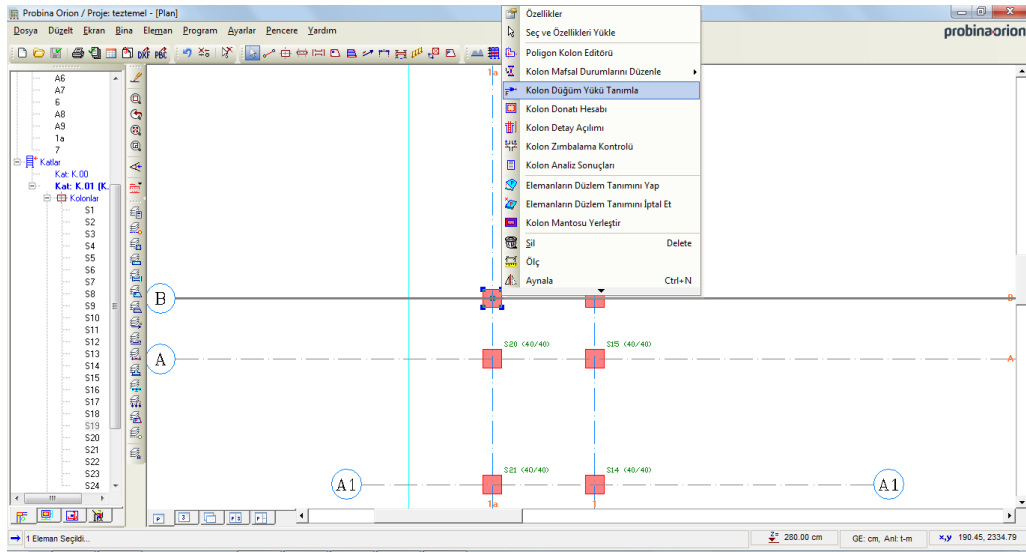 Probina Orion / Proje: teztemel - [Plan]
Dosya Düzelt Ekran Bina Eleman Program Ayarlar Pencere Yardım
probinaorion
DXF PBC
Özellikler
Seç ve Özellikleri Yükle
Poligon Kolon Editörü
Kolon Mafsal Durumlarını Düzenle
Kolon Düğüm Yükü Tanımla
Kolon Donatı Hesabı
Kolon Detay Açılımı
Kolon Zımbalama Kontrolü
Kolon Analiz Sonuçları
Elemanların Düzlem Tanımını Yap
Elemanların Düzlem Tanımını İptal Et
Kolon Mantosu Yerleştir
Sil Delete
Ölç
Aynala Ctrl+N
A6
A7
6
A8
A9
1a
7
Katlar
Kat: K.00
Kat: K.01 (K.
Kolonlar
S1
S2
S3
S4
S5
S6
S7
S8
S9
S10
S11
S12
S13
S14
S15
S16
S17
S18
S19
S20
S21
S22
S23
S24
1a
B
B
S20 (40/40) S15 (40/40)
A
A
S21 (40/40) S14 (40/40)
A1
A1
1a
1
1 Eleman Seçildi...
Z= 280.00 cm
GE: cm, Anl: t-m
x,y 190.45, 2334.79